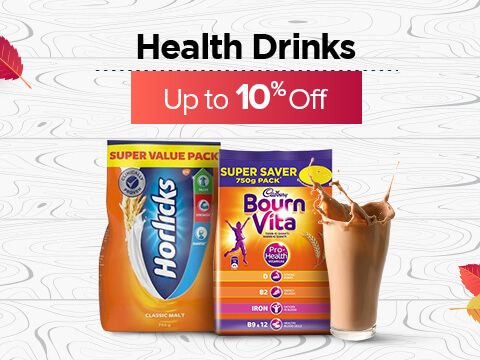 Health Drinks
Up to 10% Off
SUPER VALUE PACK
Horlicks
CLASSIC MALT
SUPER SAVER
750g PACK
Cadbury
Bourn
Vita
Pro-
Health
VITAMINS
D
B2
IRON
B9 & 12